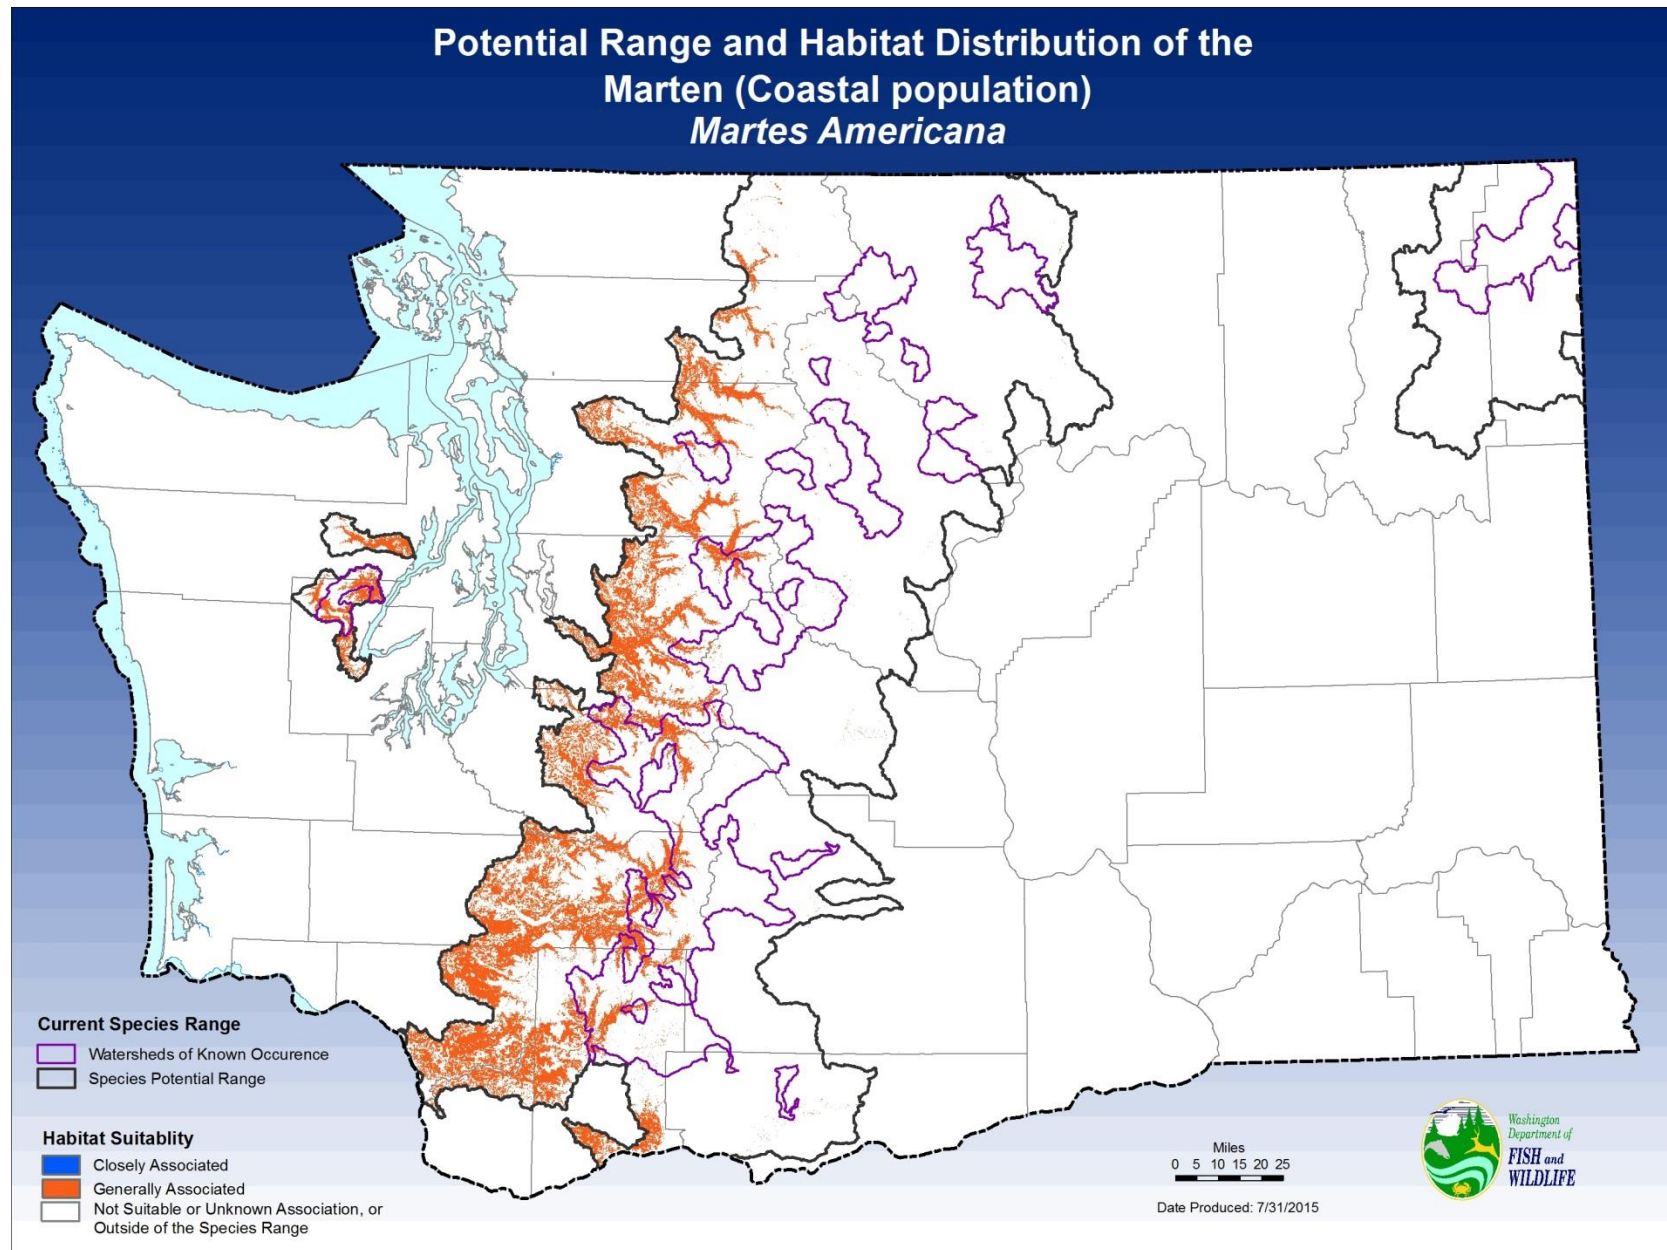 Potential Range and Habitat Distribution of the
Marten (Coastal population)
Martes Americana
Current Species Range
Watersheds of Known Occurence
Species Potential Range
Habitat Suitablity
Closely Associated
Generally Associated
Not Suitable or Unknown Association, or
Outside of the Species Range
Miles
0 5 10 15 20 25
Date Produced: 7/31/2015
Washington
Department of
FISH and
WILDLIFE